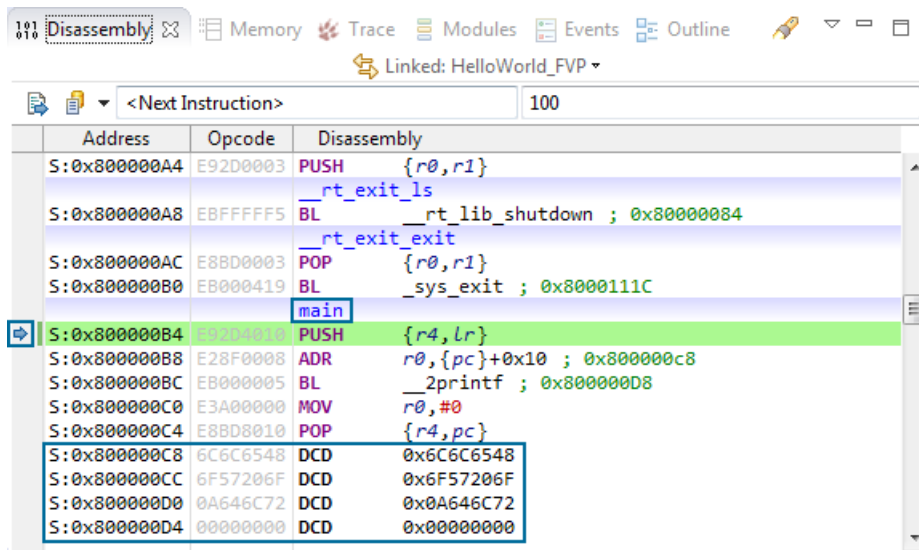 Disassembly Memory Trace Modules Events Outline
Linked: HelloWorld_FVP
<Next Instruction> 100
Address Opcode Disassembly
S:0x800000A4 E92D0003 PUSH {r0,r1}
__rt_exit_ls
S:0x800000A8 EBFFFFF5 BL __rt_lib_shutdown ; 0x80000084
__rt_exit_exit
S:0x800000AC E8BD0003 POP {r0,r1}
S:0x800000B0 EB000419 BL _sys_exit ; 0x8000111C
main
S:0x800000B4 E92D4010 PUSH {r4,lr}
S:0x800000B8 E28F0008 ADR r0,{pc}+0x10 ; 0x800000c8
S:0x800000BC EB000005 BL __2printf ; 0x800000D8
S:0x800000C0 E3A00000 MOV r0,#0
S:0x800000C4 E8BD8010 POP {r4,pc}
S:0x800000C8 6C6C6548 DCD 0x6C6C6548
S:0x800000CC 6F57206F DCD 0x6F57206F
S:0x800000D0 0A646C72 DCD 0x0A646C72
S:0x800000D4 00000000 DCD 0x00000000